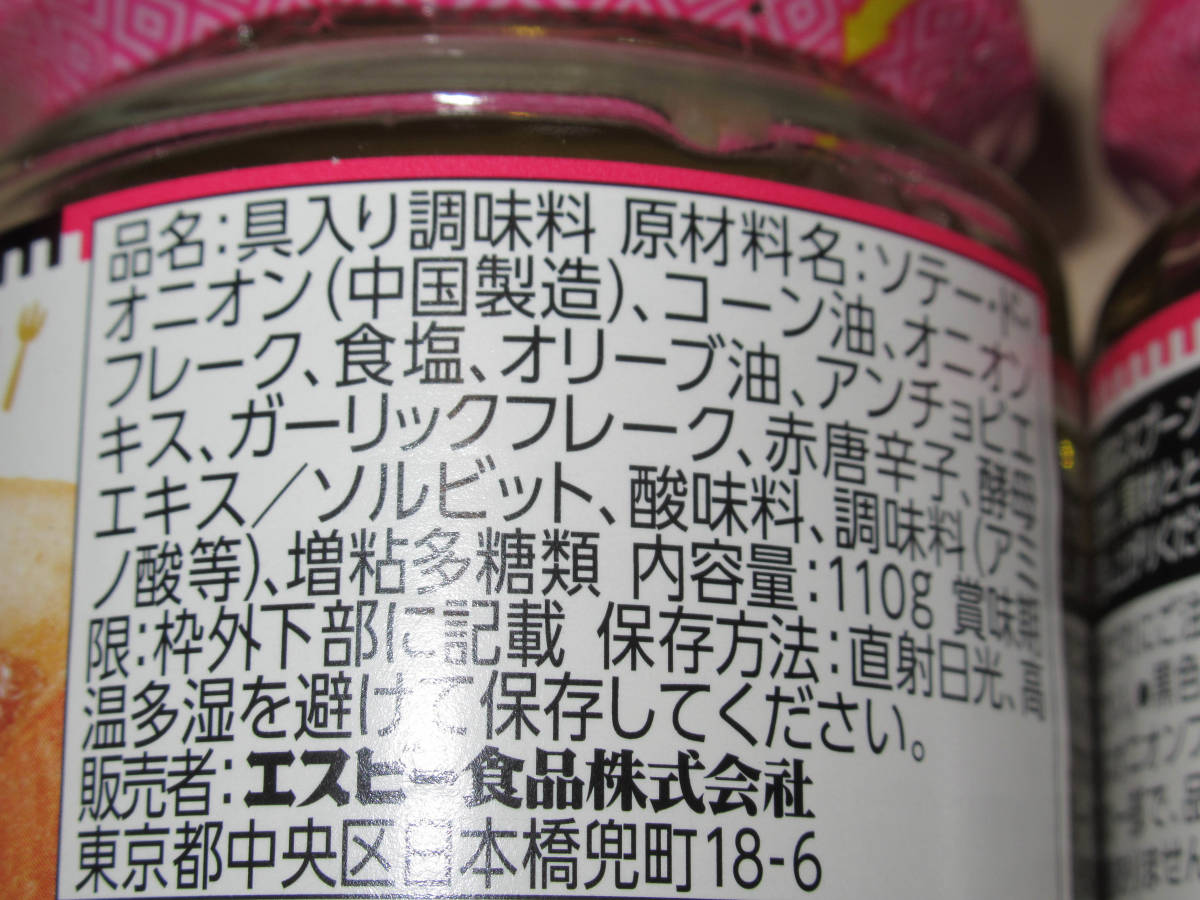 品名:具入り調味料 原材料名:ソテー・ド・
オニオン(中国製造)、コーン油、オニオン
フレーク、食塩、オリーブ油、アンチョビエ
キス、ガーリックフレーク、赤唐辛子、酵母
エキス／ソルビット、酸味料、調味料(アミ
ノ酸等)、増粘多糖類 内容量:110g 賞味期
限:枠外下部に記載 保存方法:直射日光、高
温多湿を避けて保存してください。
販売者:エスビー食品株式会社
東京都中央区日本橋兜町18-6